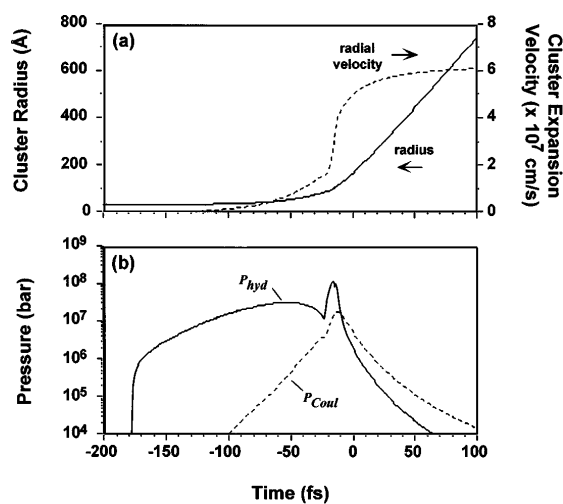 (a)
800
600
400
200
0
Cluster Radius (Å)
radial
velocity
radius
8
6
4
2
0
Cluster Expansion
Velocity (x 10⁷ cm/s)
(b)
10⁹
10⁸
10⁷
10⁶
10⁵
10⁴
Pressure (bar)
P_hyd
P_Coul
-200 -150 -100 -50 0 50 100
Time (fs)